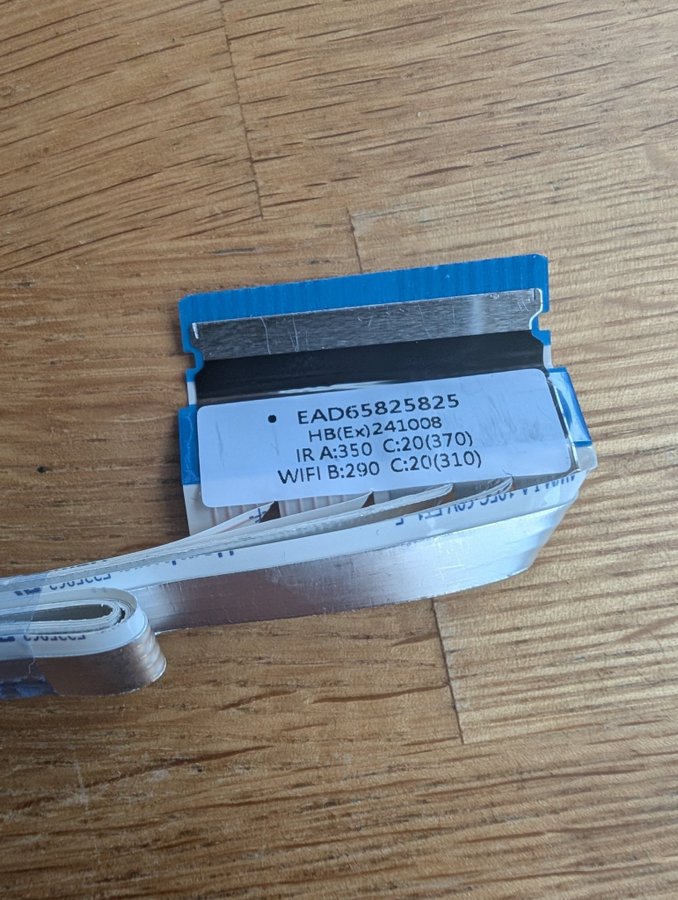 EAD65825825
HB(Ex)241008
IR A:350 C:20(370)
WIFI B:290 C:20(310)